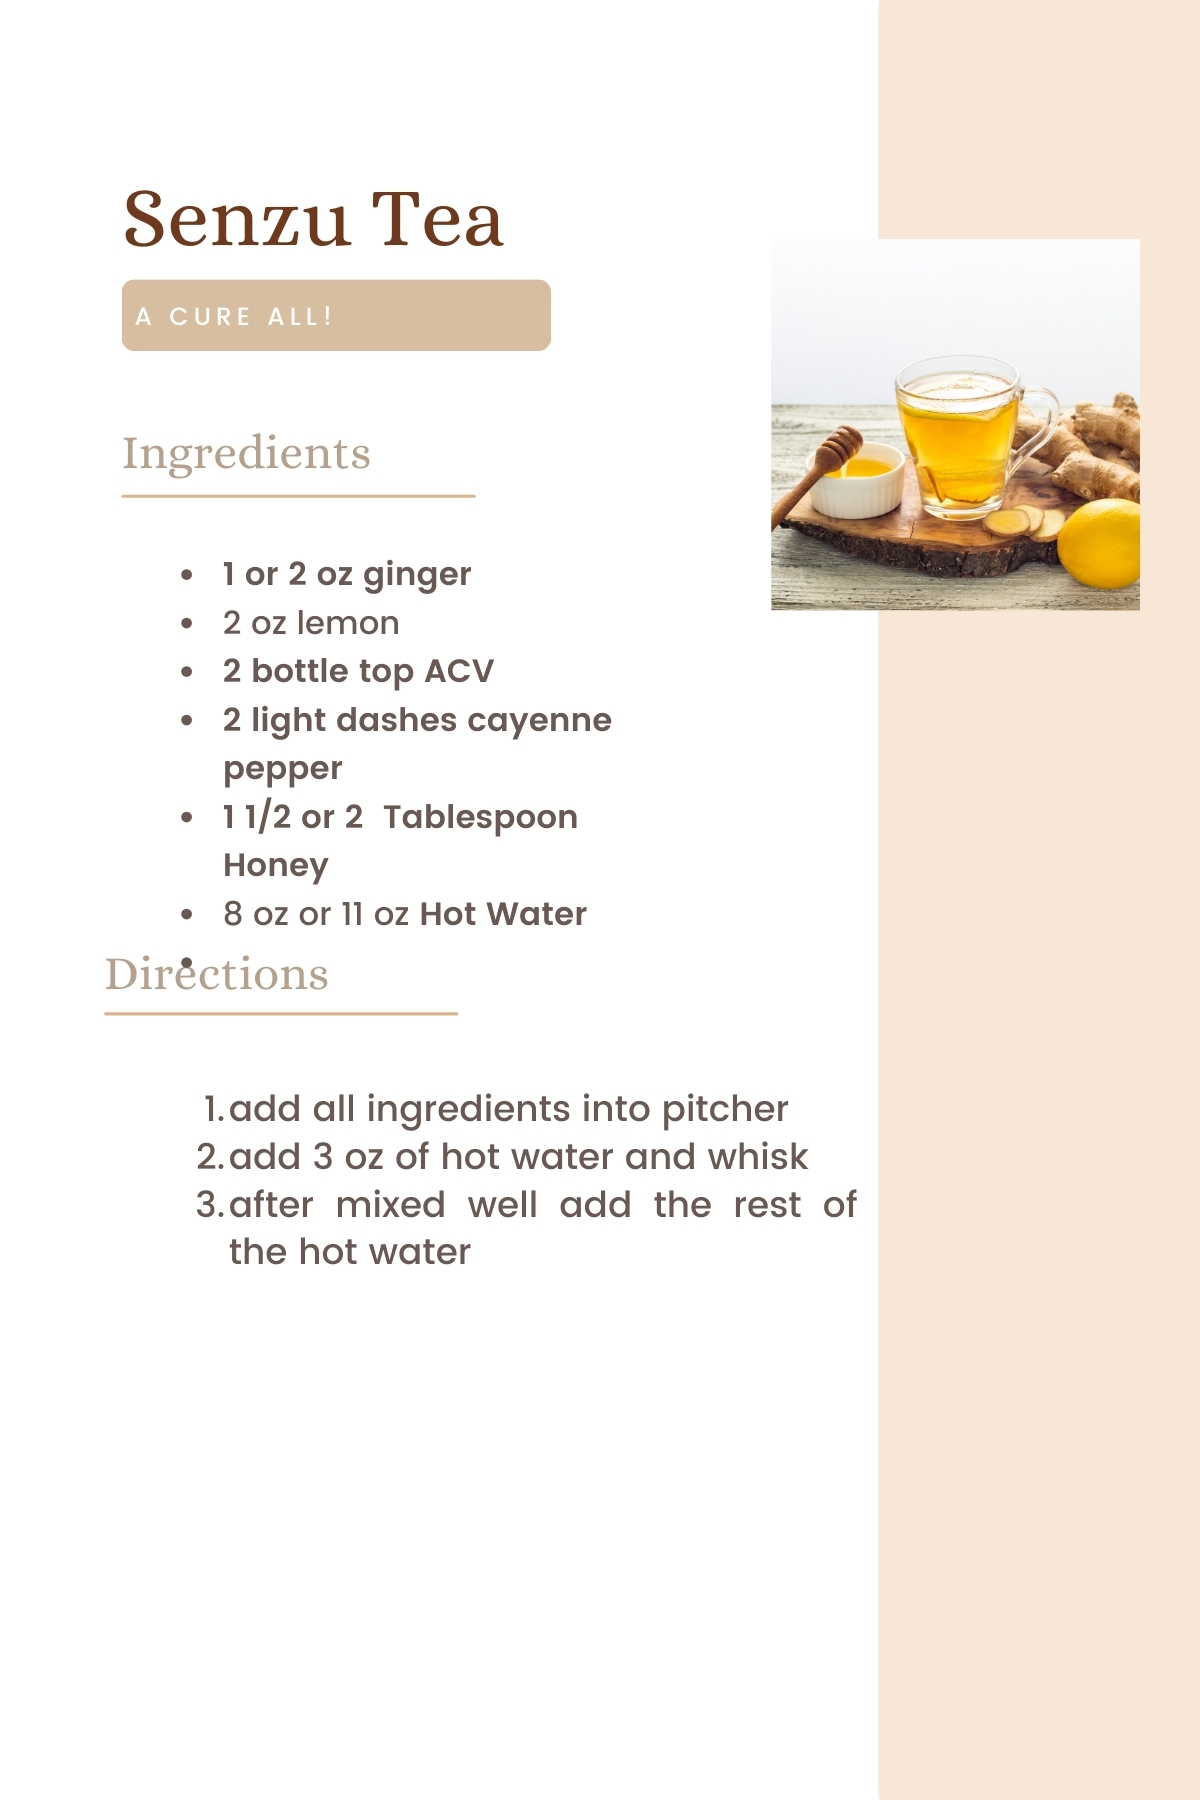 Senzu Tea
A CURE ALL!
Ingredients
• 1 or 2 oz ginger
• 2 oz lemon
• 2 bottle top ACV
• 2 light dashes cayenne
pepper
• 1 1/2 or 2  Tablespoon
Honey
• 8 oz or 11 oz Hot Water
•
Directions
1. add all ingredients into pitcher
2. add 3 oz of hot water and whisk
3. after mixed well add the rest of
the hot water